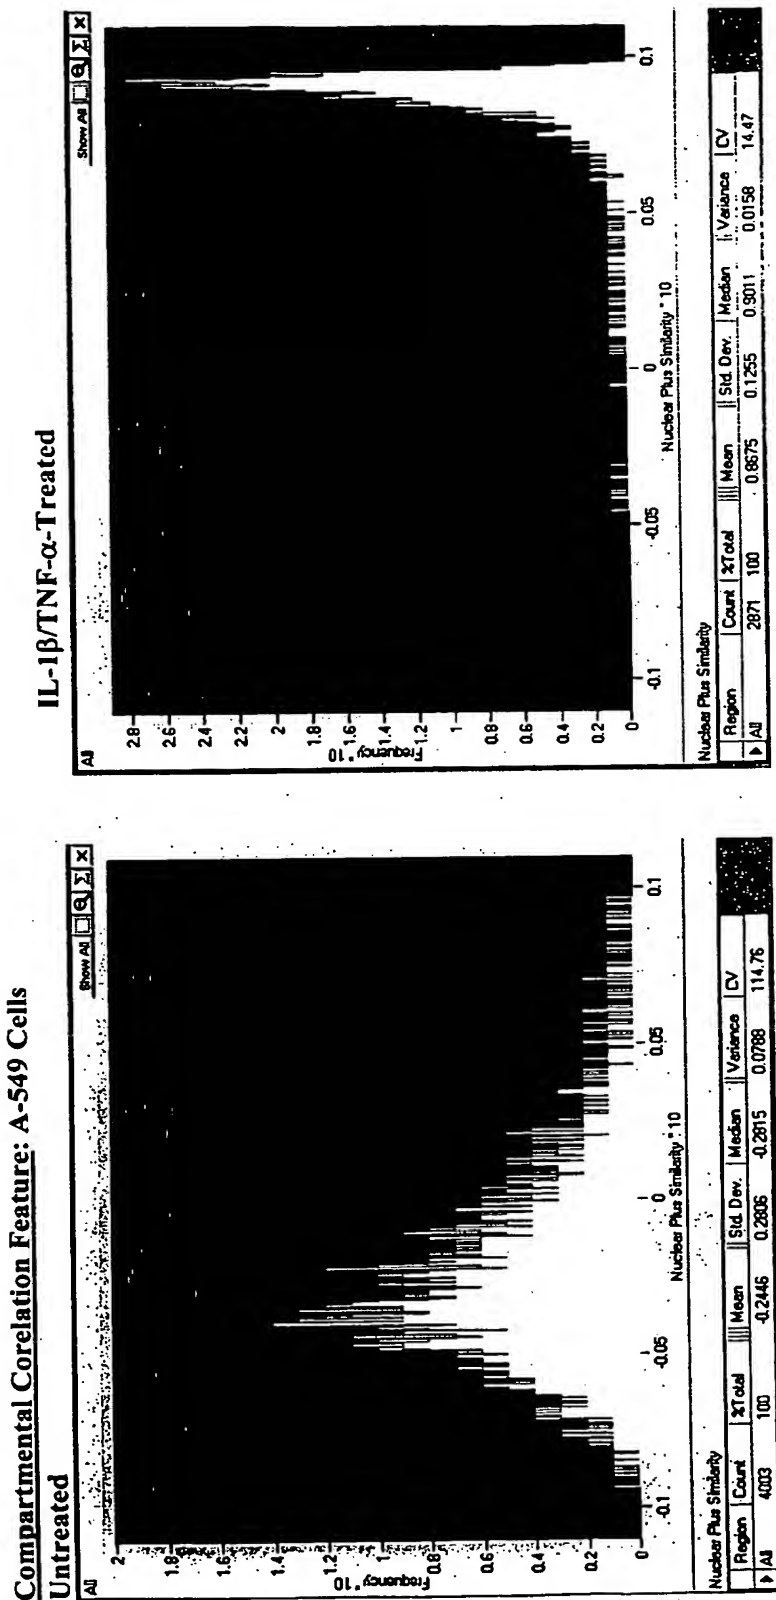 Compartmental Corelation Feature: A-549 Cells
Untreated
Show All
All
2
1.8
1.6
1.4
1.2
1
0.8
0.6
0.4
0.2
0
Frequency * 10
-0.1
-0.05
0
0.05
0.1
Nuclear Plus Similarity * 10
Nuclear Plus Similarity
Region Count %Total Mean Std. Dev. Median Variance CV
All 4003 100 -0.2446 0.2806 -0.2815 0.0788 114.76
IL-1β/TNF-α-Treated
Show All
All
2.8
2.6
2.4
2.2
2
1.8
1.6
1.4
1.2
1
0.8
0.6
0.4
0.2
0
Frequency * 10
-0.1
-0.05
0
0.05
0.1
Nuclear Plus Similarity * 10
Nuclear Plus Similarity
Region Count %Total Mean Std. Dev. Median Variance CV
All 2871 100 0.8675 0.1255 0.9011 0.0158 14.47